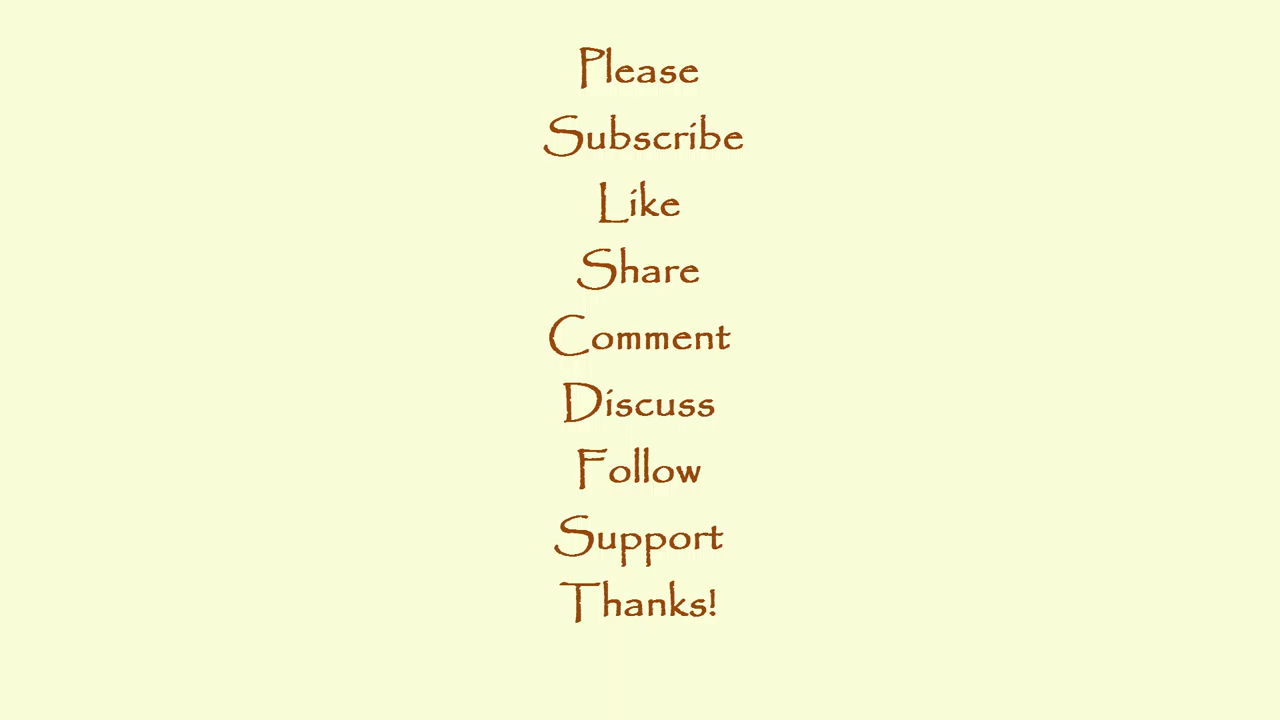 Please
Subscribe
Like
Share
Comment
Discuss
Follow
Support
Thanks!